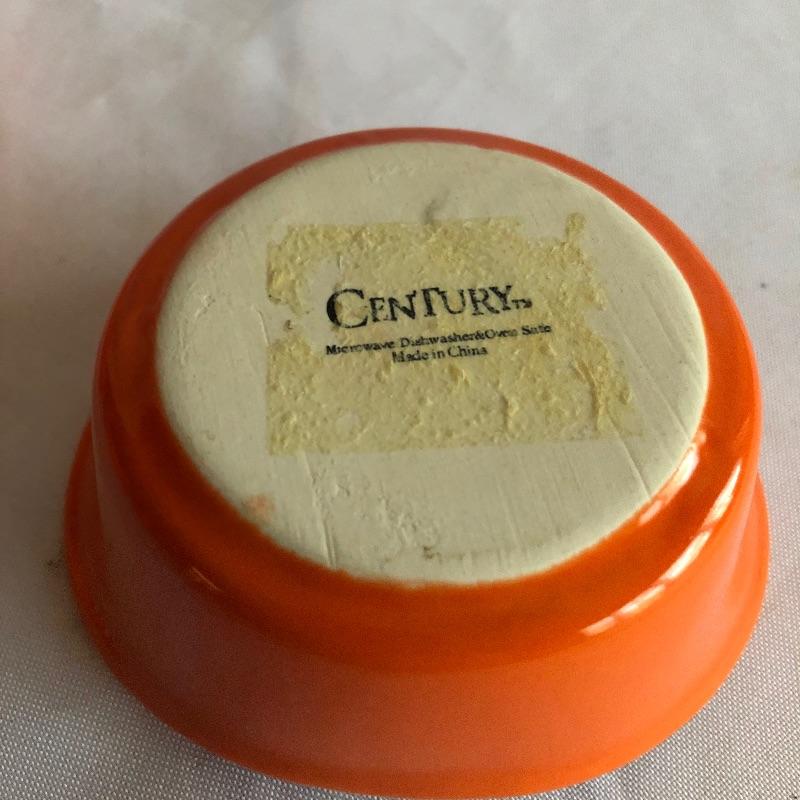 CENTURY™
Microwave Dishwasher&Oven Safe
Made in China